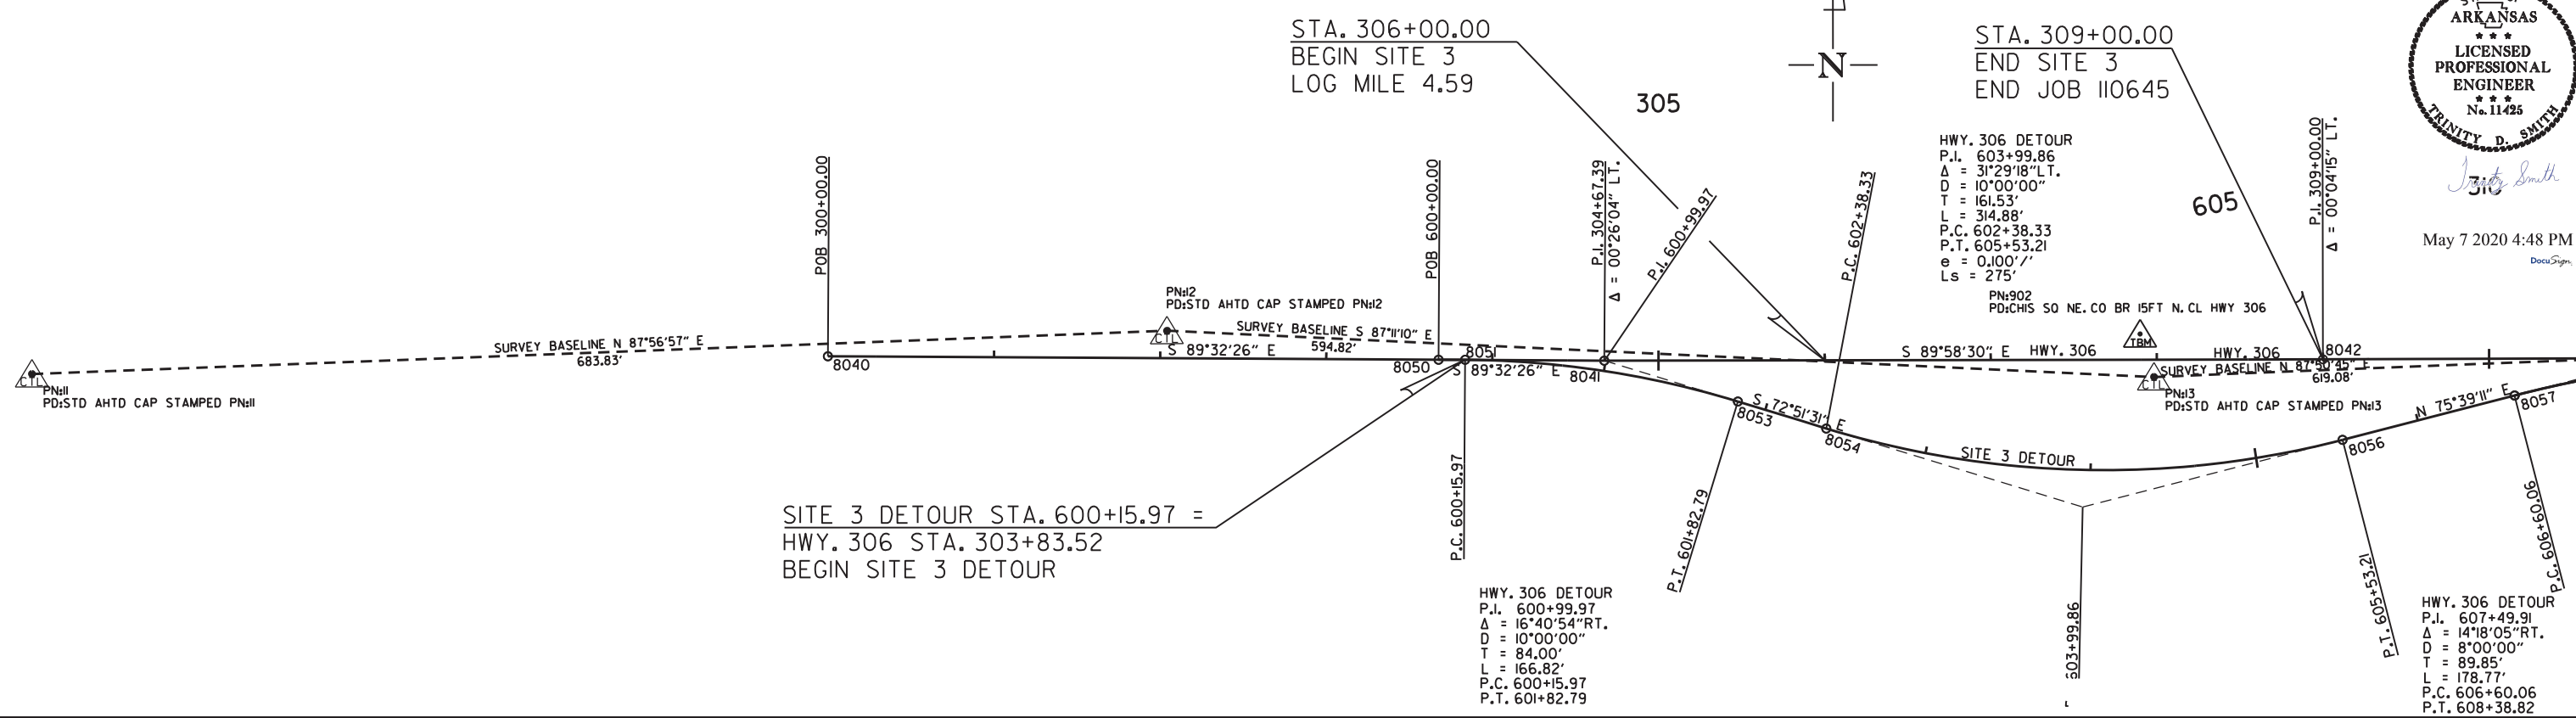 STA. 306+00.00
BEGIN SITE 3
LOG MILE 4.59
305
N
STA. 309+00.00
END SITE 3
END JOB 110645
ARKANSAS
★ ★ ★
LICENSED
PROFESSIONAL
ENGINEER
★ ★ ★
No. 11425
TRINITY D. SMITH
Trinity Smith
May 7 2020 4:48 PM
DocuSign
HWY. 306 DETOUR
P.I. 603+99.86
Δ = 31°29'18"LT.
D = 10°00'00"
T = 161.53'
L = 314.88'
P.C. 602+38.33
P.T. 605+53.21
e = 0.100'/'
Ls = 275'
605
POB 300+00.00
POB 600+00.00
P.I. 304+67.39
Δ = 00°26'04" LT.
P.I. 600+99.97
P.C. 602+38.33
P.I. 309+00.00
Δ = 00°04'15" LT.
PN:12
PD:STD AHTD CAP STAMPED PN:12
CTL
PN:902
PD:CHIS SQ NE. CO BR 15FT N. CL HWY 306
TBM
SURVEY BASELINE N 87°56'57" E
683.83'
SURVEY BASELINE S 87°11'10" E
594.82'
S 89°32'26" E
8040
8050
8051
S 89°32'26" E
8041
S 89°58'30" E
HWY. 306
HWY. 306
8042
SURVEY BASELINE N 87°50'45" E
619.08'
CTL
PN:11
PD:STD AHTD CAP STAMPED PN:11
CTL
PN:13
PD:STD AHTD CAP STAMPED PN:13
8053
S 72°51'31" E
8054
SITE 3 DETOUR
8056
N 75°39'11" E
8057
SITE 3 DETOUR STA. 600+15.97 =
HWY. 306 STA. 303+83.52
BEGIN SITE 3 DETOUR
P.C. 600+15.97
P.T. 601+82.79
603+99.86
P.T. 605+53.21
P.C. 606+60.06
HWY. 306 DETOUR
P.I. 600+99.97
Δ = 16°40'54"RT.
D = 10°00'00"
T = 84.00'
L = 166.82'
P.C. 600+15.97
P.T. 601+82.79
HWY. 306 DETOUR
P.I. 607+49.91
Δ = 14°18'05"RT.
D = 8°00'00"
T = 89.85'
L = 178.77'
P.C. 606+60.06
P.T. 608+38.82